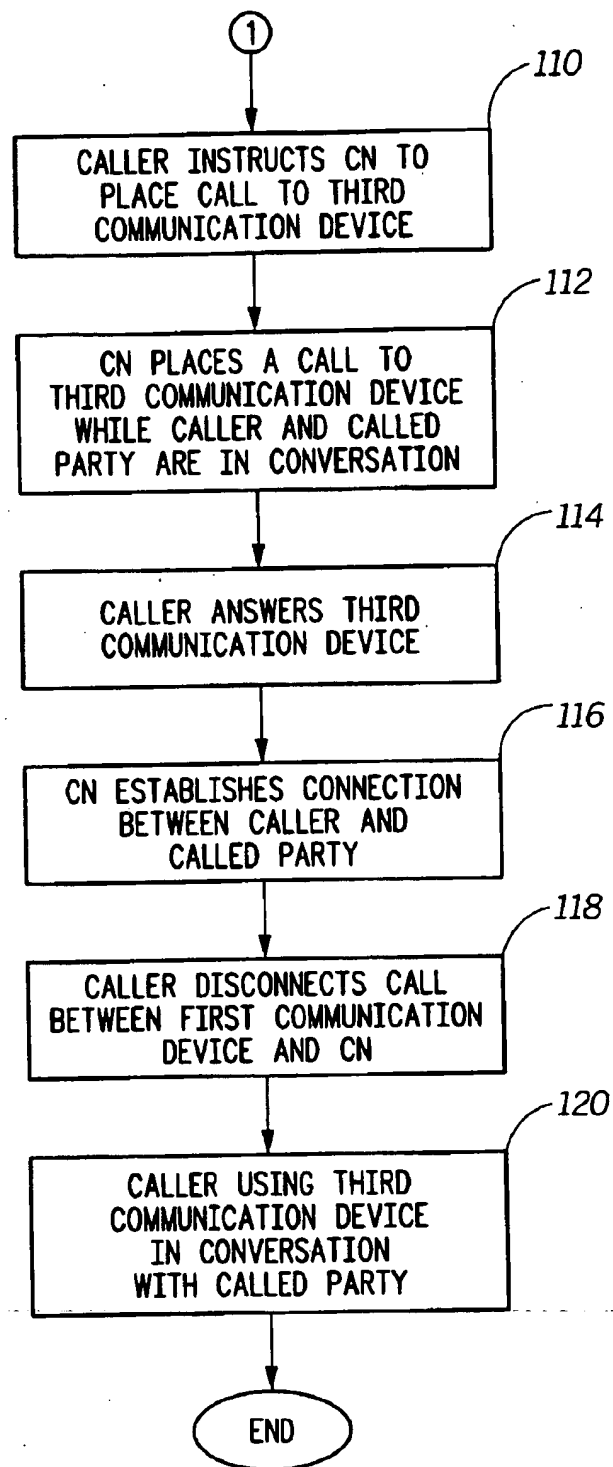 1
110
CALLER INSTRUCTS CN TO
PLACE CALL TO THIRD
COMMUNICATION DEVICE
112
CN PLACES A CALL TO
THIRD COMMUNICATION DEVICE
WHILE CALLER AND CALLED
PARTY ARE IN CONVERSATION
114
CALLER ANSWERS THIRD
COMMUNICATION DEVICE
116
CN ESTABLISHES CONNECTION
BETWEEN CALLER AND
CALLED PARTY
118
CALLER DISCONNECTS CALL
BETWEEN FIRST COMMUNICATION
DEVICE AND CN
120
CALLER USING THIRD
COMMUNICATION DEVICE
IN CONVERSATION
WITH CALLED PARTY
END